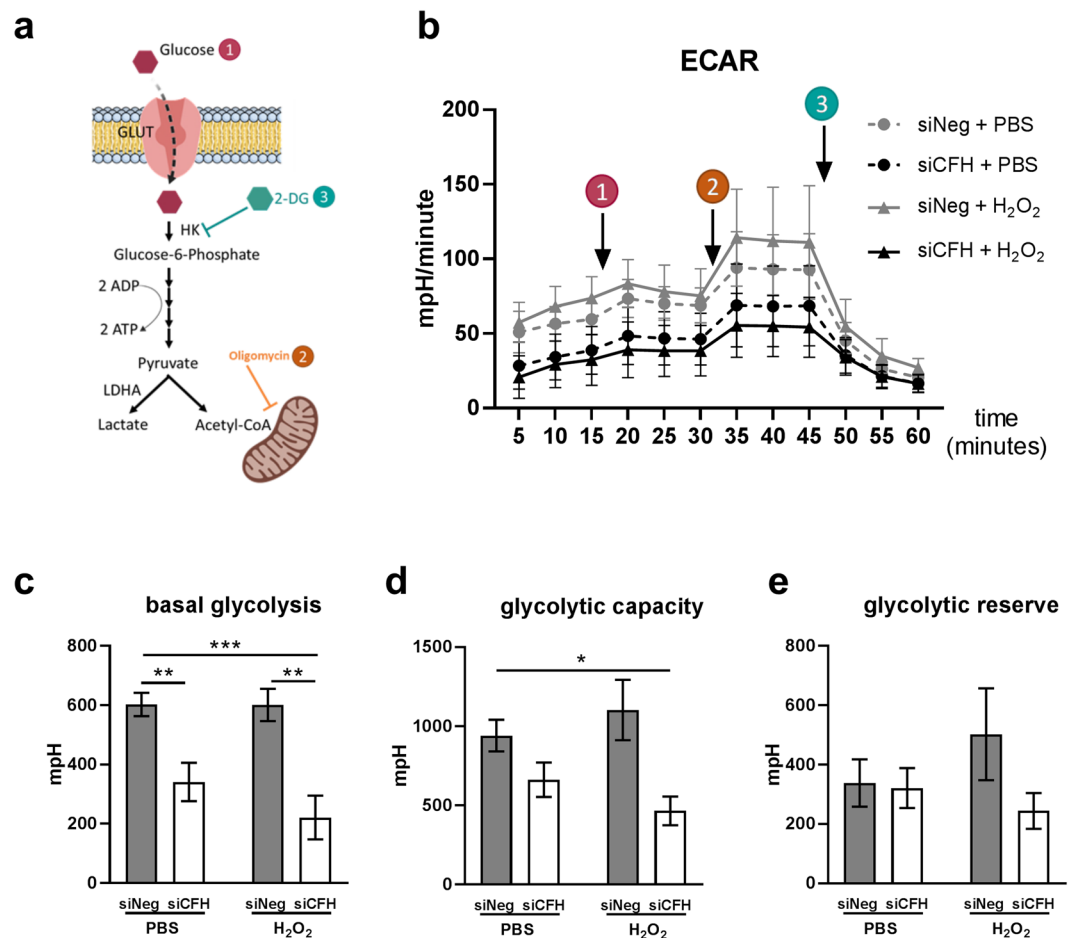 a
Glucose 1
GLUT
2-DG 3
HK
Glucose-6-Phosphate
2 ADP
2 ATP
Pyruvate
Oligomycin 2
LDHA
Lactate
Acetyl-CoA
b
ECAR
mpH/minute
200
150
100
50
0
1
2
3
5 10 15 20 25 30 35 40 45 50 55 60
time
(minutes)
siNeg + PBS
siCFH + PBS
siNeg + H₂O₂
siCFH + H₂O₂
c
basal glycolysis
mpH
800
600
400
200
0
***
** **
siNeg siCFH siNeg siCFH
PBS H₂O₂
d
glycolytic capacity
mpH
1500
1000
500
0
*
siNeg siCFH siNeg siCFH
PBS H₂O₂
e
glycolytic reserve
mpH
800
600
400
200
0
siNeg siCFH siNeg siCFH
PBS H₂O₂